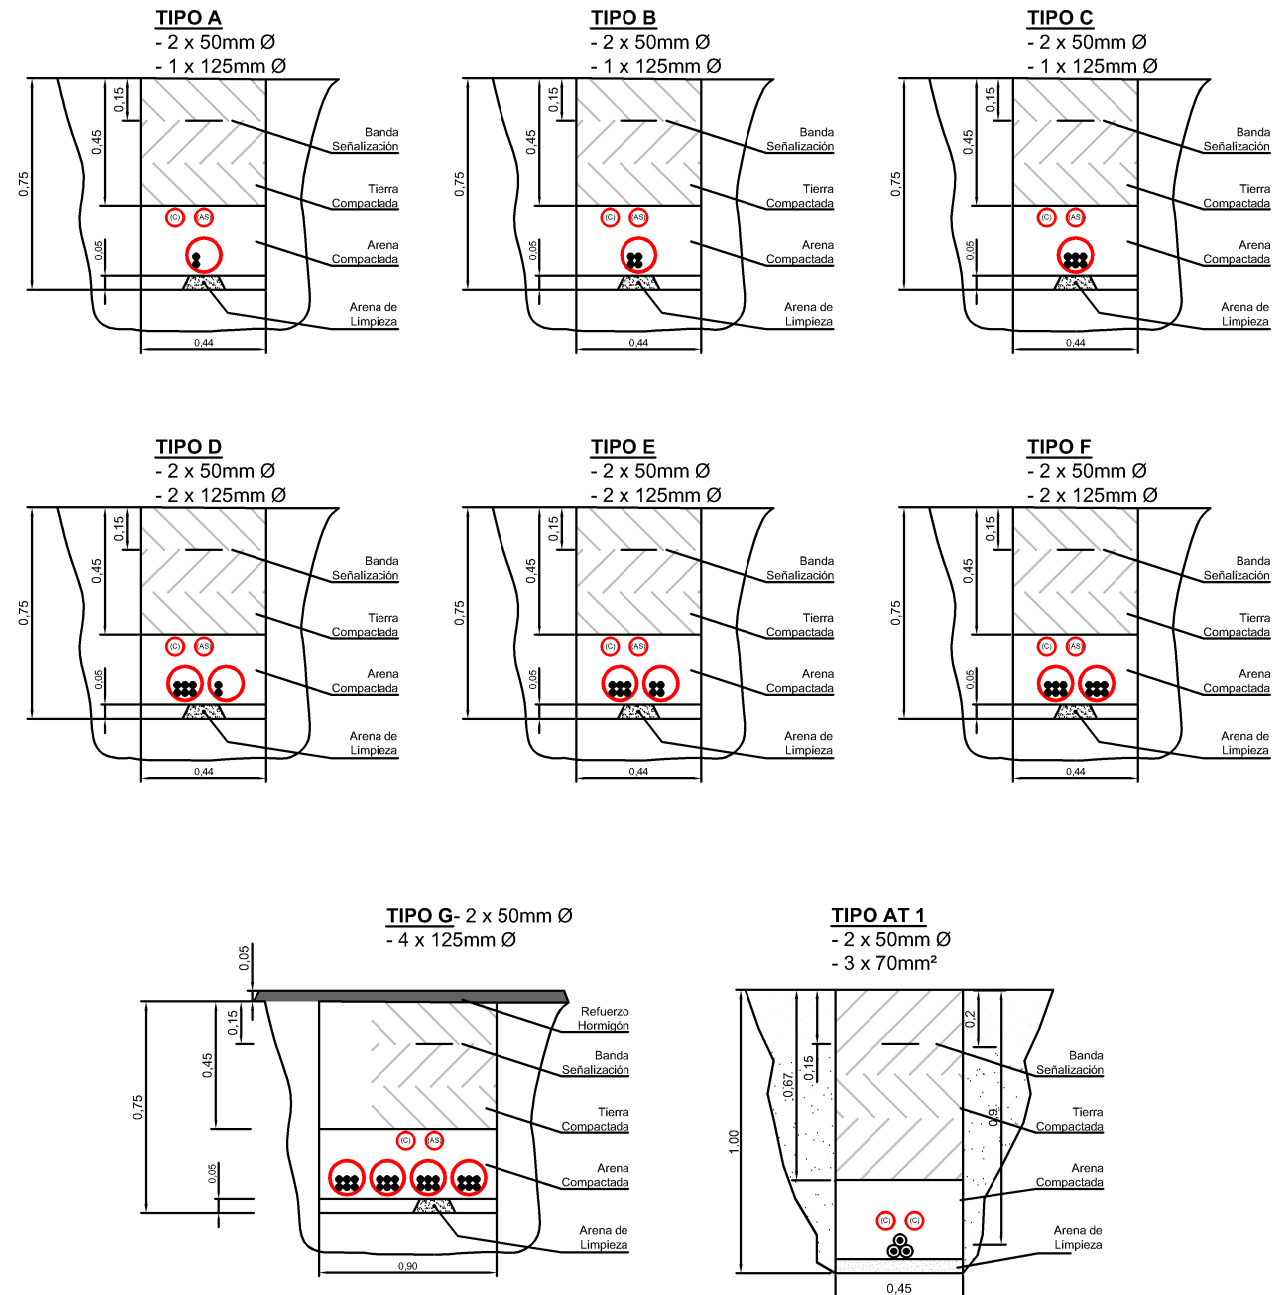 TIPO A
- 2 x 50mm Ø
- 1 x 125mm Ø
0,15
0,45
0,75
0,05
Banda
Señalización
Tierra
Compactada
(C) (AS)
Arena
Compactada
Arena de
Limpieza
0,44
TIPO B
- 2 x 50mm Ø
- 1 x 125mm Ø
0,15
0,45
0,75
0,05
Banda
Señalización
Tierra
Compactada
(C) (AS)
Arena
Compactada
Arena de
Limpieza
0,44
TIPO C
- 2 x 50mm Ø
- 1 x 125mm Ø
0,15
0,45
0,75
0,05
Banda
Señalización
Tierra
Compactada
(C) (AS)
Arena
Compactada
Arena de
Limpieza
0,44
TIPO D
- 2 x 50mm Ø
- 2 x 125mm Ø
0,15
0,45
0,75
0,05
Banda
Señalización
Tierra
Compactada
(C) (AS)
Arena
Compactada
Arena de
Limpieza
0,44
TIPO E
- 2 x 50mm Ø
- 2 x 125mm Ø
0,15
0,45
0,75
0,05
Banda
Señalización
Tierra
Compactada
(C) (AS)
Arena
Compactada
Arena de
Limpieza
0,44
TIPO F
- 2 x 50mm Ø
- 2 x 125mm Ø
0,15
0,45
0,75
0,05
Banda
Señalización
Tierra
Compactada
(C) (AS)
Arena
Compactada
Arena de
Limpieza
0,44
TIPO G- 2 x 50mm Ø
- 4 x 125mm Ø
0,05
0,15
0,45
0,75
0,05
Refuerzo
Hormigón
Banda
Señalización
Tierra
Compactada
(C) (AS)
Arena
Compactada
Arena de
Limpieza
0,90
TIPO AT 1
- 2 x 50mm Ø
- 3 x 70mm²
0,2
0,15
0,67
0,9
1.00
Banda
Señalización
Tierra
Compactada
Arena
Compactada
(C) (C)
Arena de
Limpieza
0,45